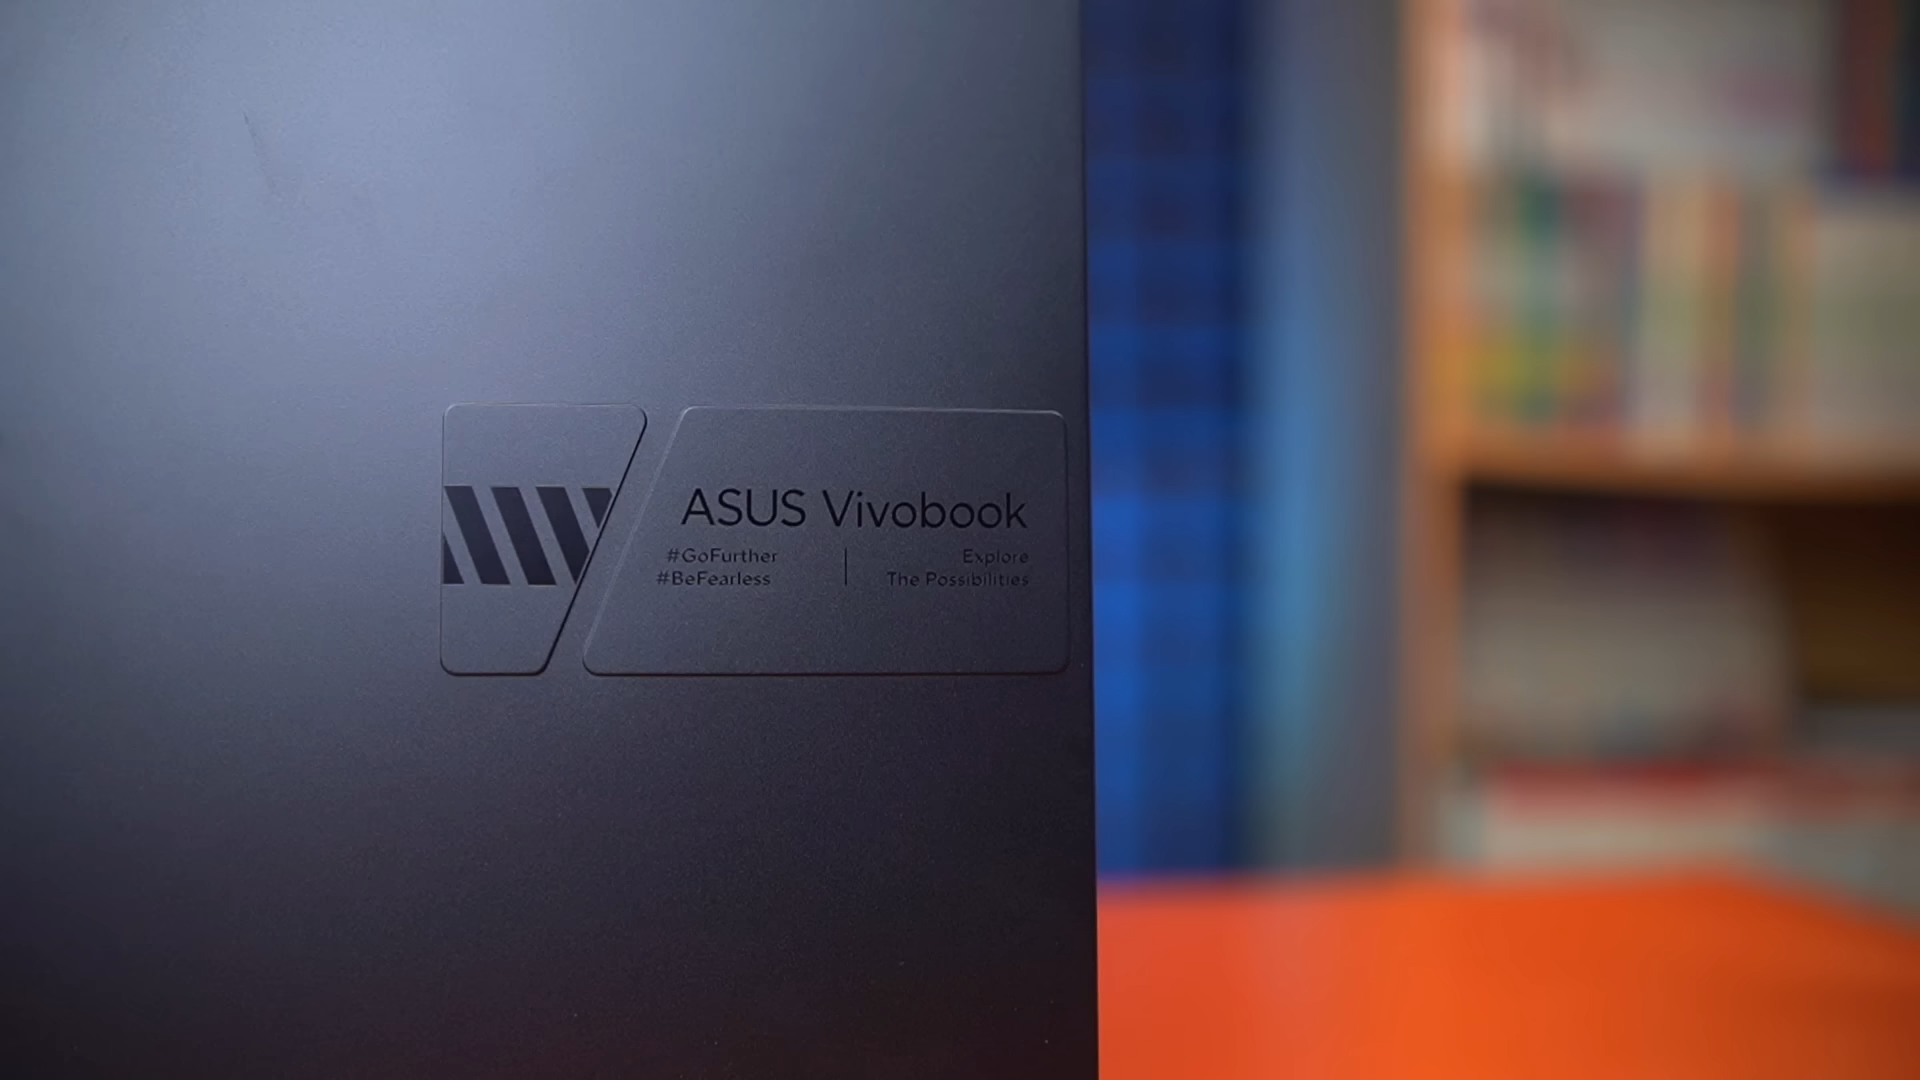 ASUS Vivobook
#GoFurther
#BeFearless
Explore
The Possibilities